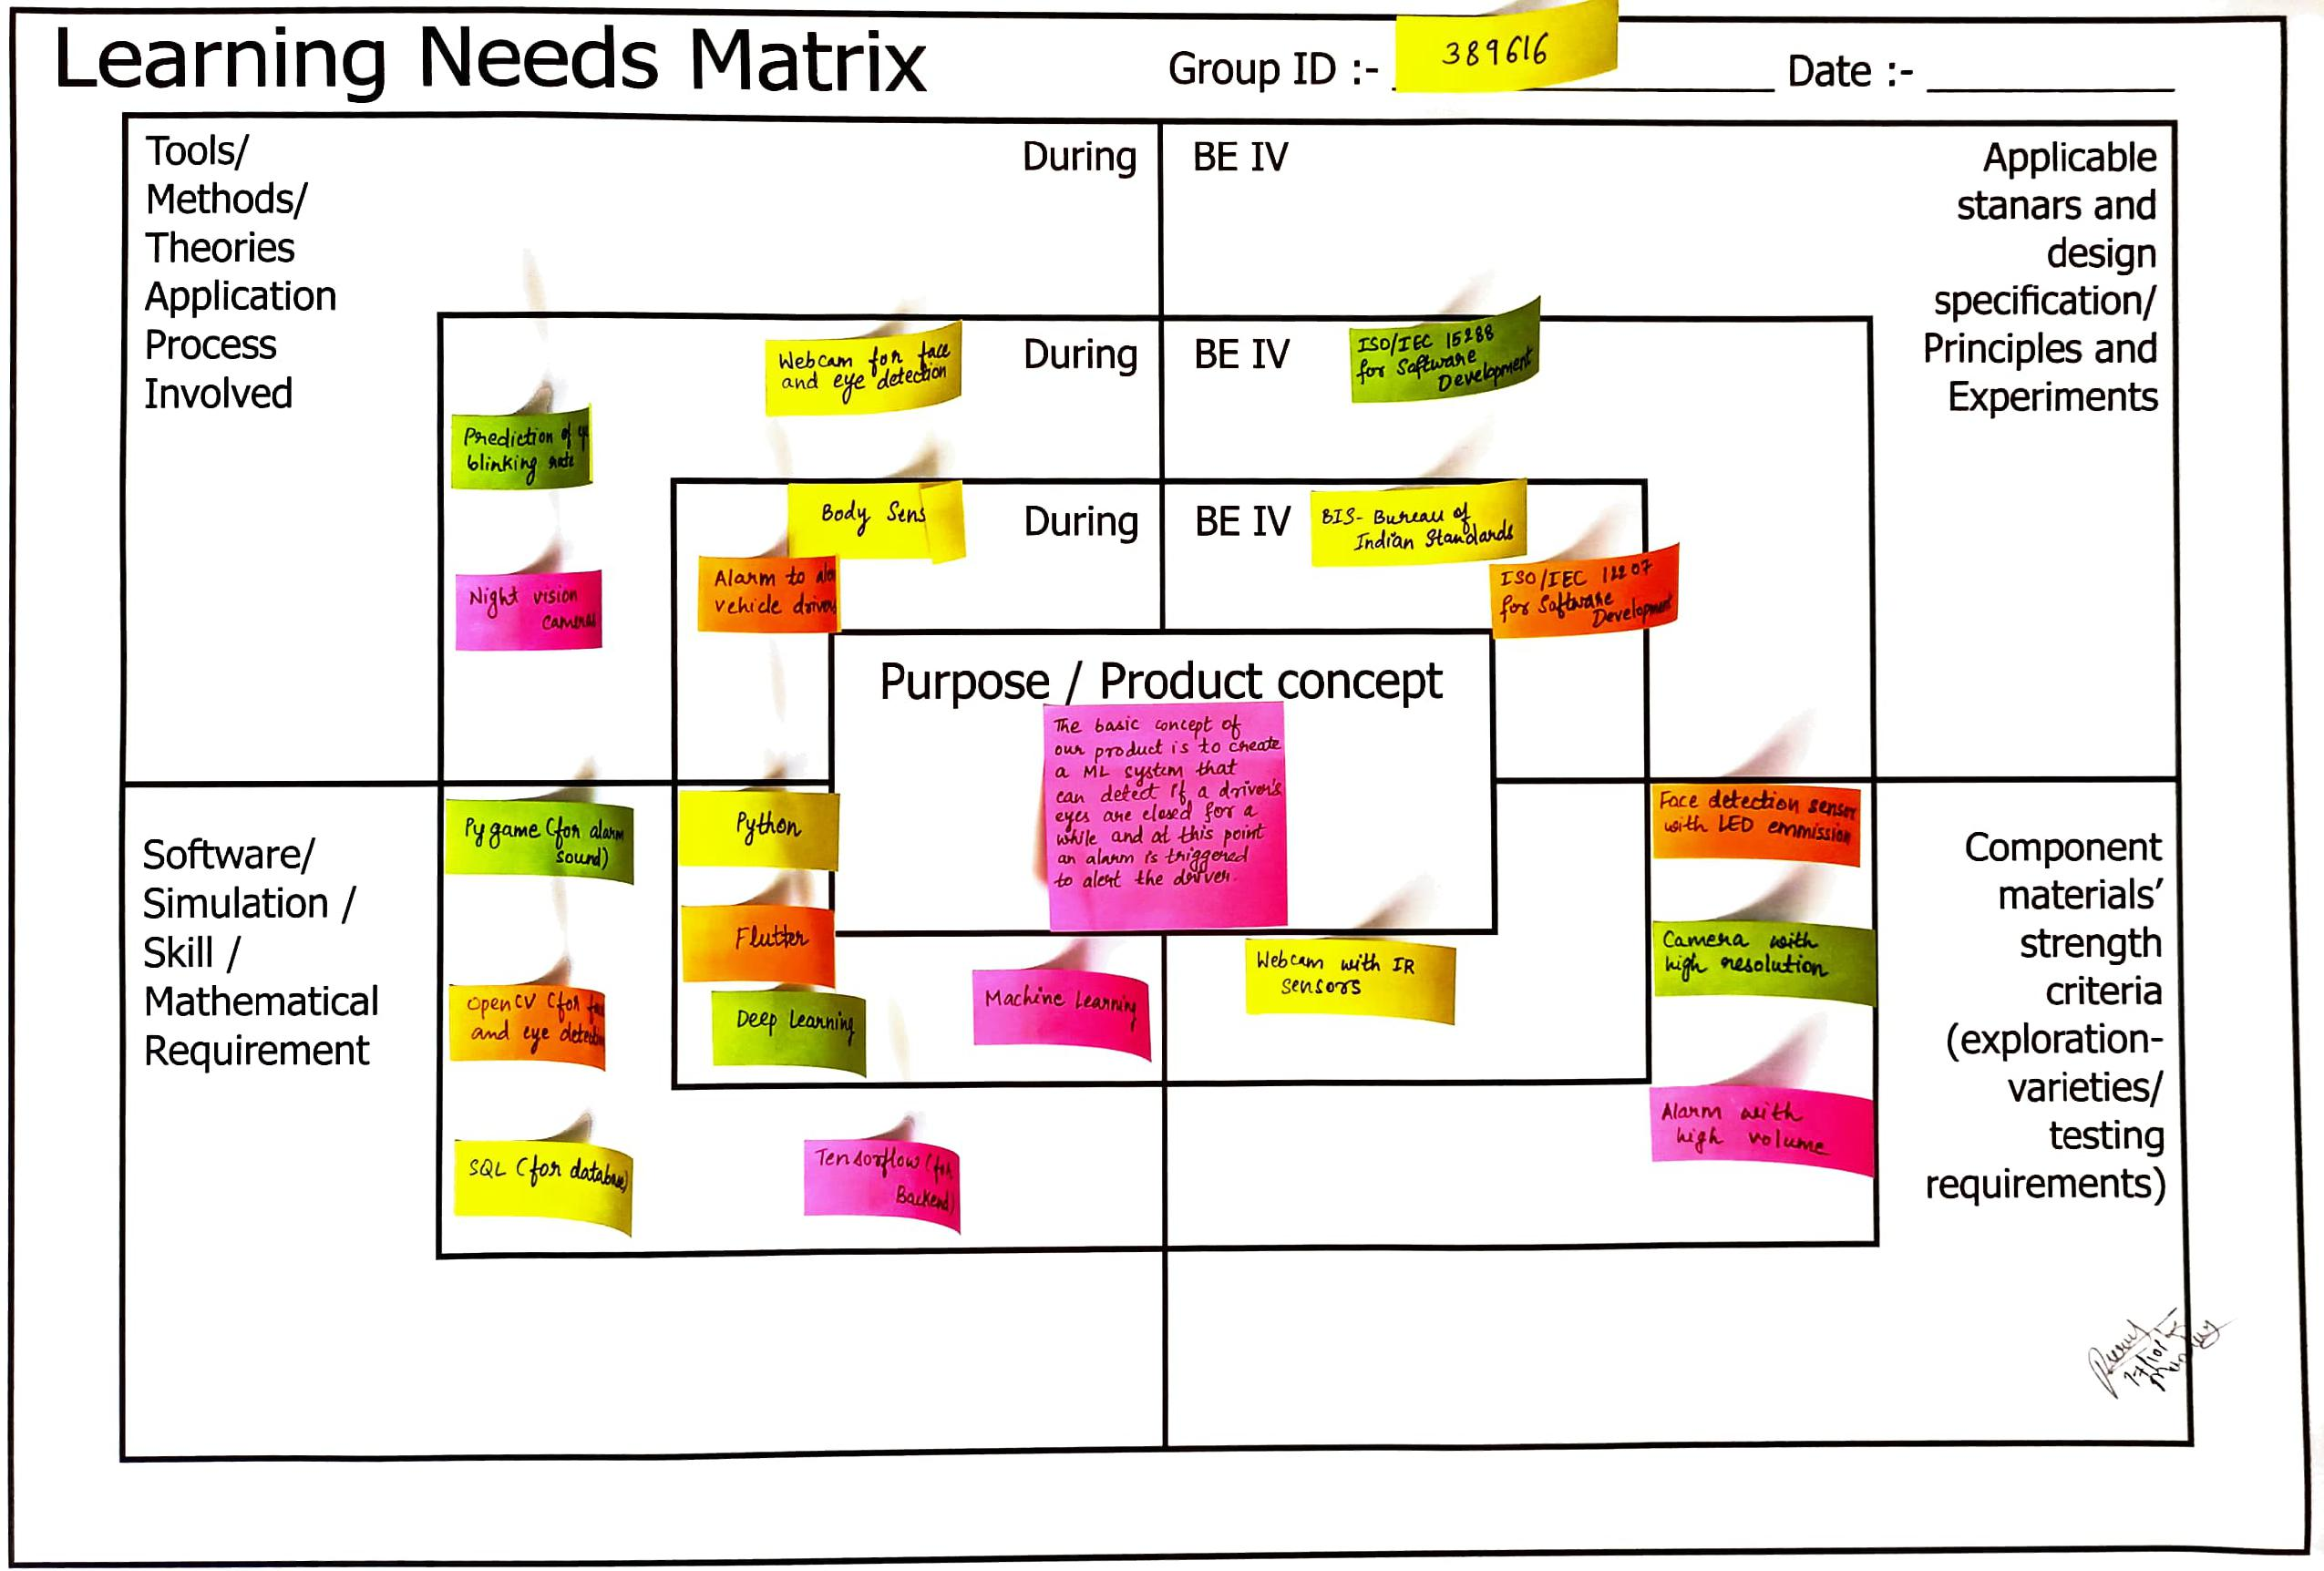 Learning Needs Matrix
Group ID :- 389616 Date :-
Tools/
Methods/
Theories
Application
Process
Involved
During
BE IV
Applicable
stanars and
design
specification/
Principles and
Experiments
During
BE IV
During
BE IV
Webcam for face
and eye detection
ISO/IEC 15288
for Software
Development
Prediction of
blinking rate
Night vision
cameras
Body Sens
Alarm to
vehicle driver
BIS- Bureau of
Indian Standards
ISO/IEC 12207
for Software
Development
Purpose / Product concept
The basic concept of
our product is to create
a ML system that
can detect if a driver's
eyes are closed for a
while and at this point
an alarm is triggered
to alert the driver.
Software/
Simulation /
Skill /
Mathematical
Requirement
Pygame (for alarm
sound)
Python
Flutter
OpenCV (for
and eye detection
Deep Learning
Machine Learning
SQL (for database)
Tensorflow (for
Backend)
Webcam with IR
sensors
Face detection sensor
with LED emmission
Camera with
high resolution
Alarm with
high volume
Component
materials'
strength
criteria
(exploration-
varieties/
testing
requirements)